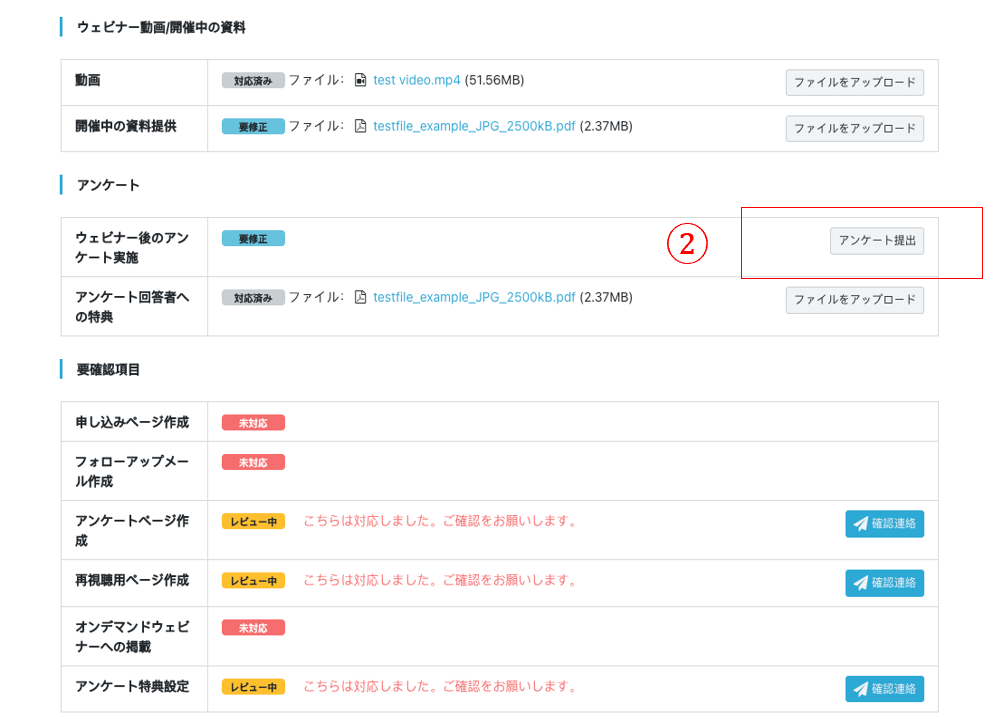 ウェビナー動画/開催中の資料
動画
対応済み ファイル： test video.mp4 (51.56MB)
ファイルをアップロード
開催中の資料提供
要修正 ファイル： testfile_example_JPG_2500kB.pdf (2.37MB)
ファイルをアップロード
アンケート
ウェビナー後のアン
ケート実施
要修正
②
アンケート提出
アンケート回答者へ
の特典
対応済み ファイル： testfile_example_JPG_2500kB.pdf (2.37MB)
ファイルをアップロード
要確認項目
申し込みページ作成
未対応
フォローアップメー
ル作成
未対応
アンケートページ作
成
レビュー中 こちらは対応しました。ご確認をお願いします。
確認連絡
再視聴用ページ作成
レビュー中 こちらは対応しました。ご確認をお願いします。
確認連絡
オンデマンドウェビ
ナーへの掲載
未対応
アンケート特典設定
レビュー中 こちらは対応しました。ご確認をお願いします。
確認連絡